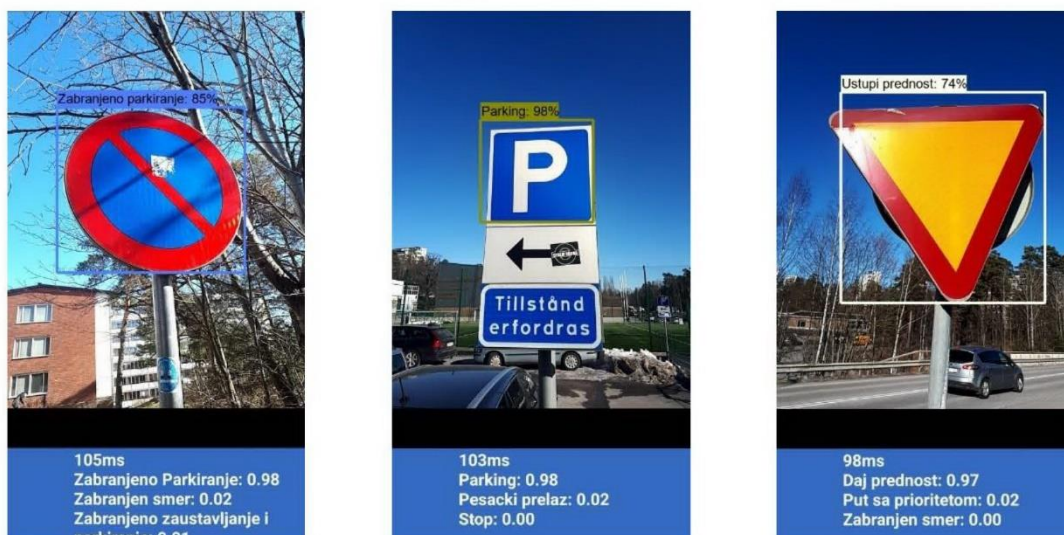 Zabranjeno parkiranje: 85%
105ms
Zabranjeno Parkiranje: 0.98
Zabranjen smer: 0.02
Zabranjeno zaustavljanje i
Parking: 98%
P
Tillstånd
erfordras
103ms
Parking: 0.98
Pesacki prelaz: 0.02
Stop: 0.00
Ustupi prednost: 74%
98ms
Daj prednost: 0.97
Put sa prioritetom: 0.02
Zabranjen smer: 0.00